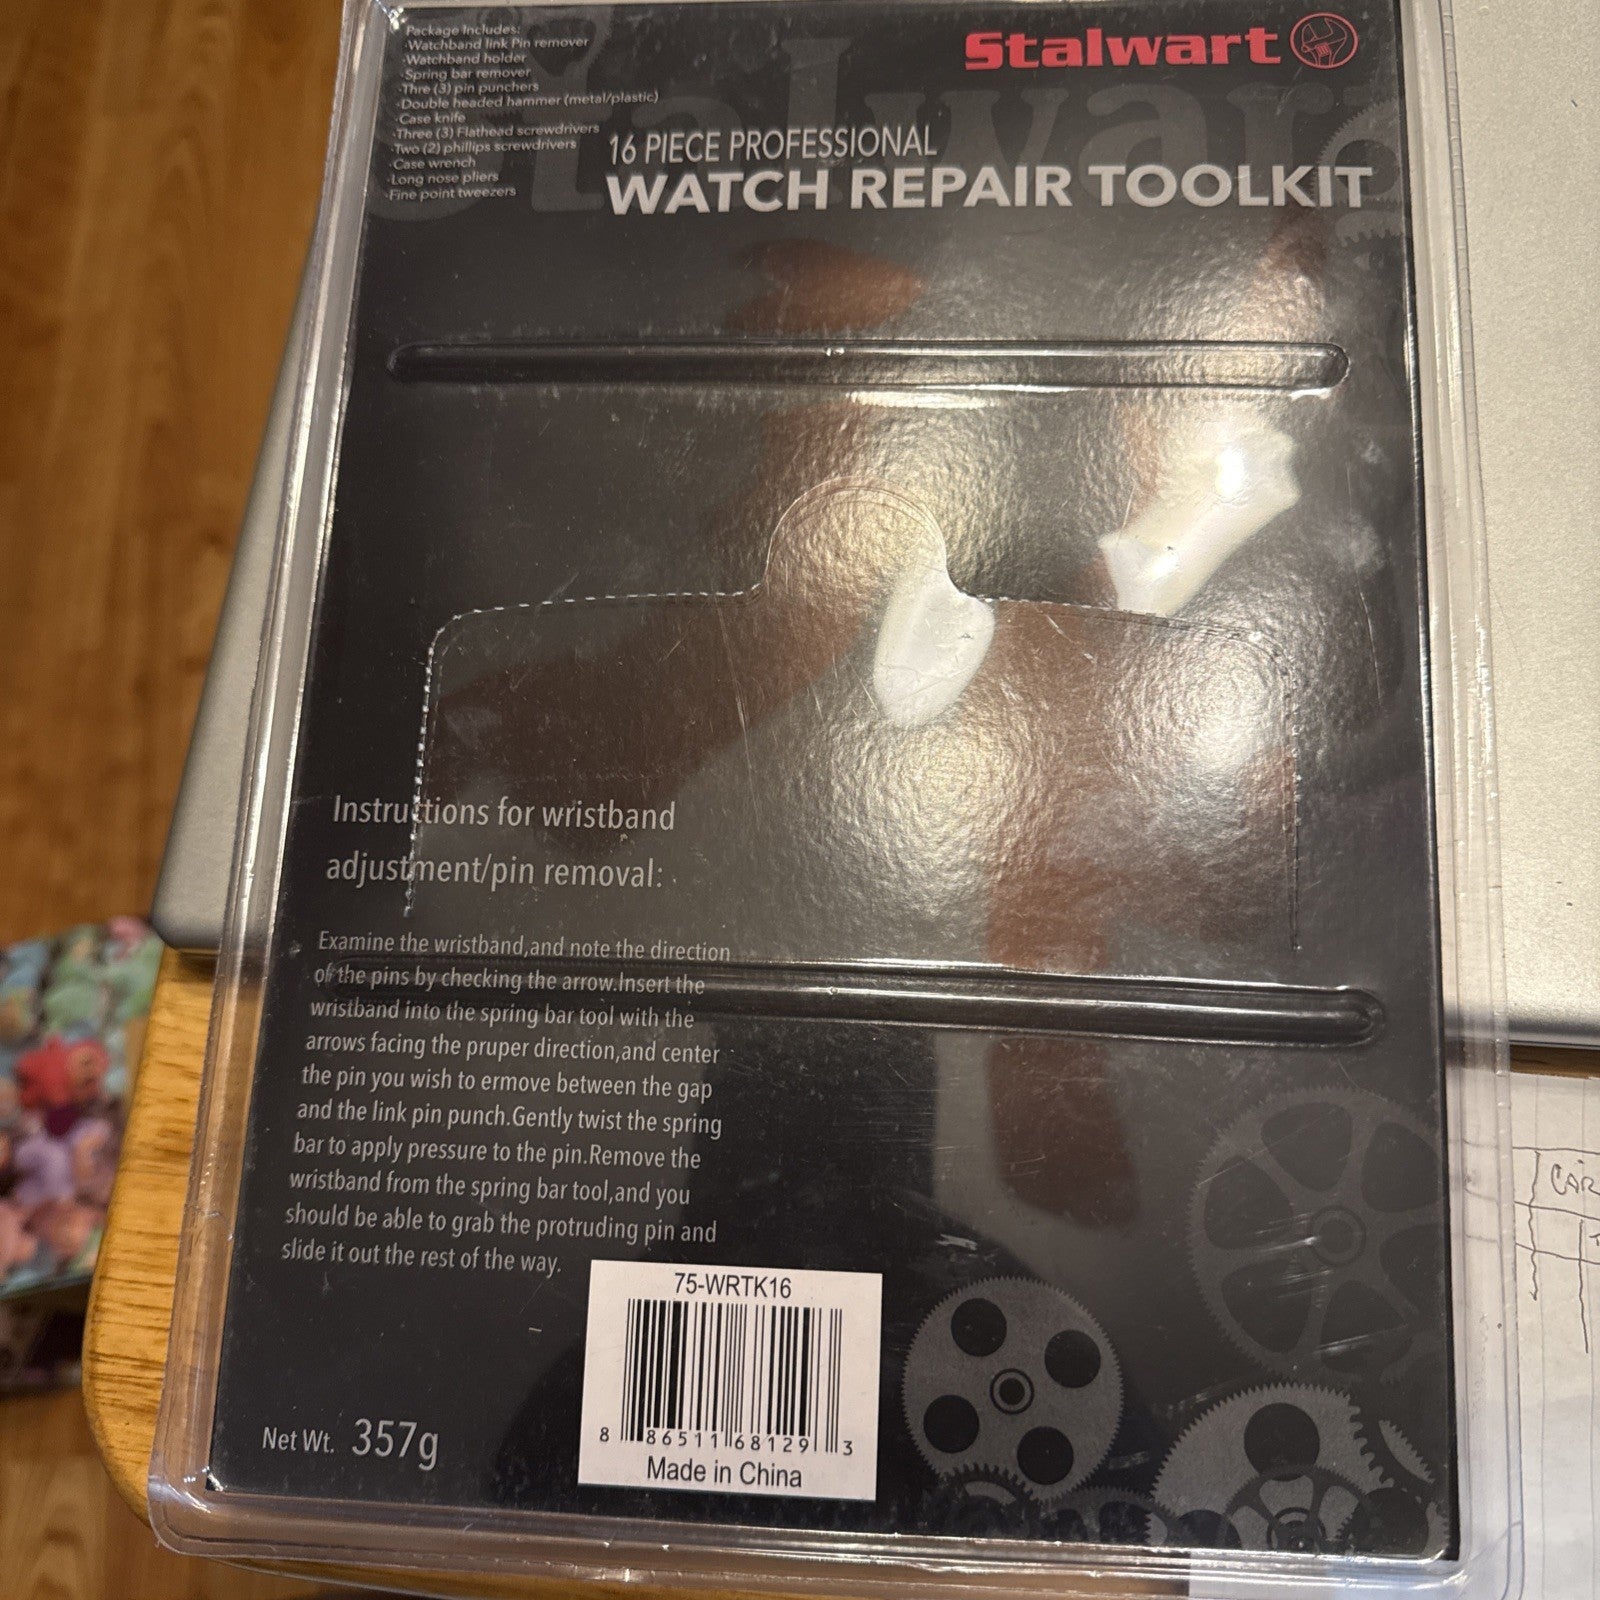 Package Includes:
·Watchband link Pin remover
·Watchband holder
·Spring bar remover
·Thre (3) pin punchers
·Double headed hammer (metal/plastic)
·Case knife
·Three (3) Flathead screwdrivers
·Two (2) phillips screwdrivers
·Case wrench
·Long nose pliers
·Fine point tweezers
Stalwart
Stalwart
16 PIECE PROFESSIONAL
WATCH REPAIR TOOLKIT
Instructions for wristband
adjustment/pin removal:
Examine the wristband,and note the direction
of the pins by checking the arrow.Insert the
wristband into the spring bar tool with the
arrows facing the pruper direction,and center
the pin you wish to ermove between the gap
and the link pin punch.Gently twist the spring
bar to apply pressure to the pin.Remove the
wristband from the spring bar tool,and you
should be able to grab the protruding pin and
slide it out the rest of the way.
75-WRTK16
8 86511 68129 3
Made in China
Net Wt. 357g